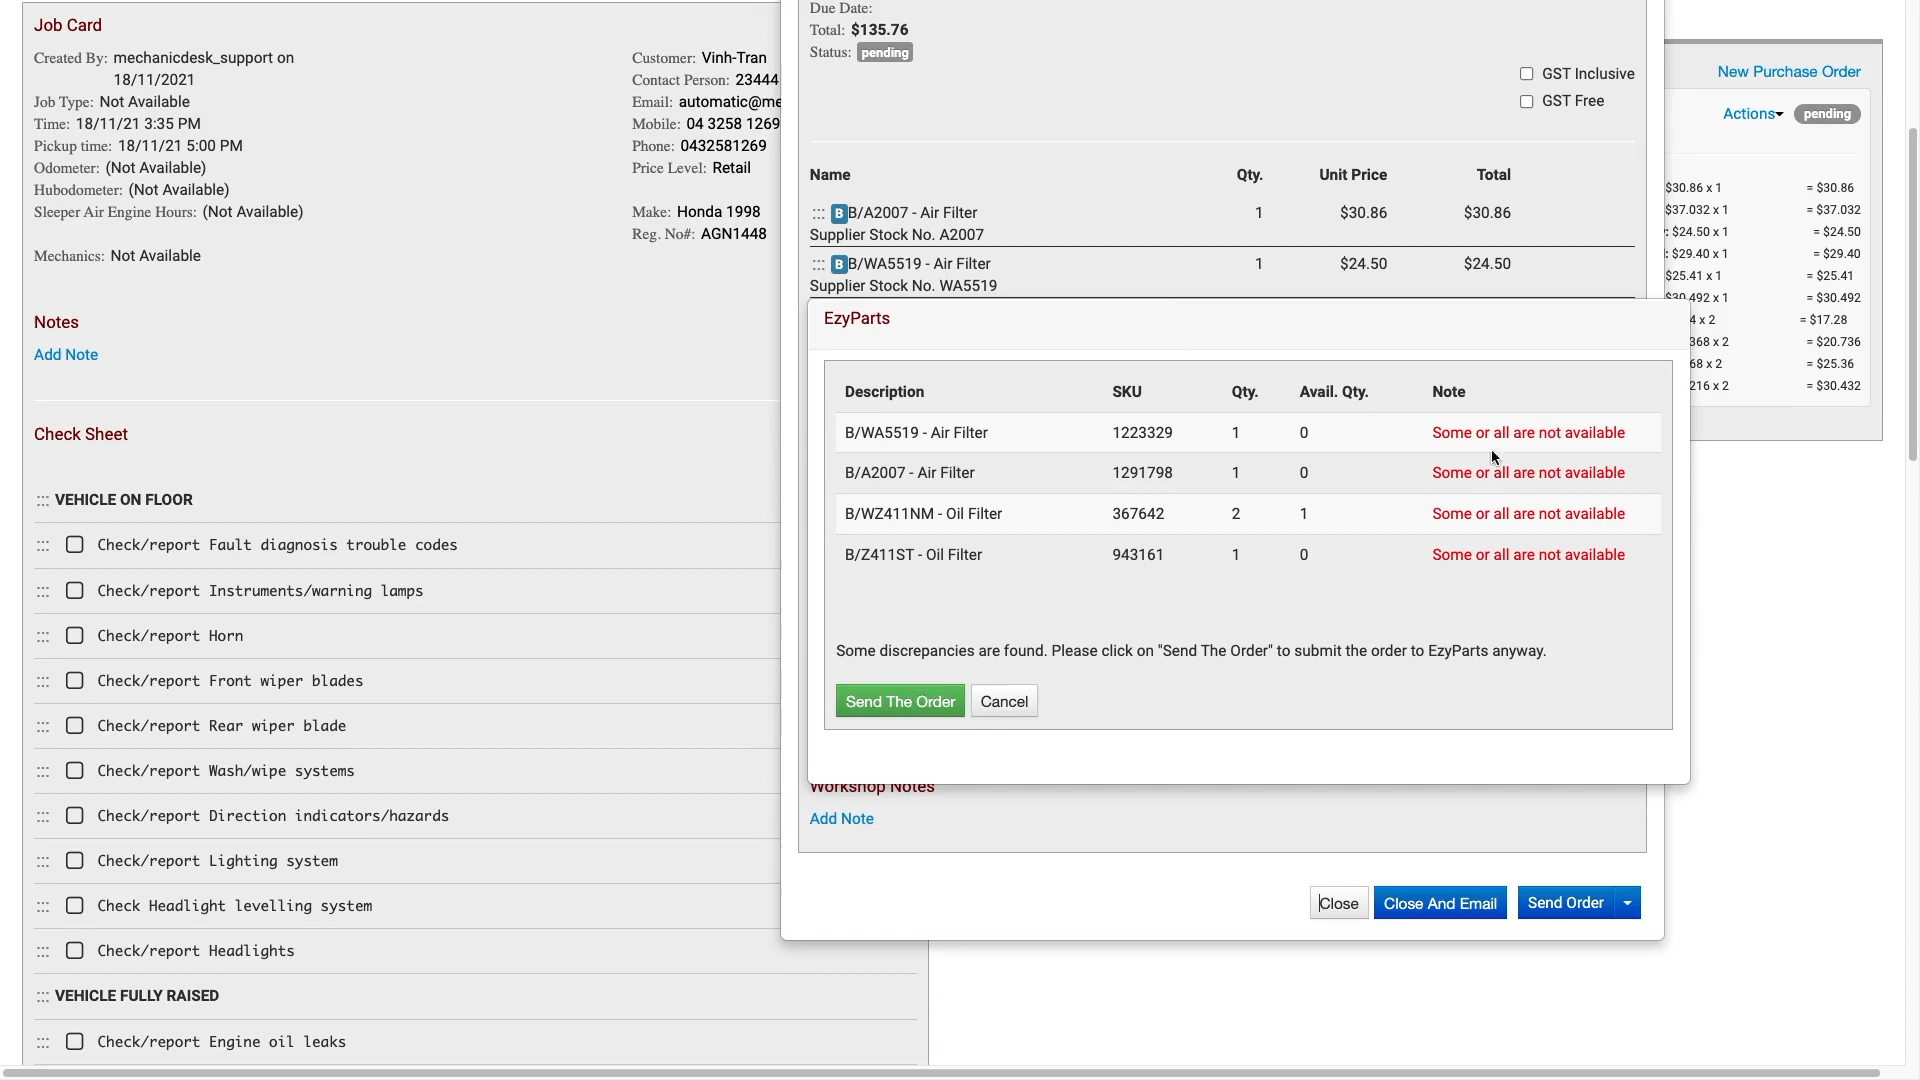 Job Card
Created By: mechanicdesk_support on
18/11/2021
Job Type: Not Available
Time: 18/11/21 3:35 PM
Pickup time: 18/11/21 5:00 PM
Odometer: (Not Available)
Hubodometer: (Not Available)
Sleeper Air Engine Hours: (Not Available)
Mechanics: Not Available
Customer: Vinh-Tran
Contact Person: 23444
Email: automatic@me
Mobile: 04 3258 1269
Phone: 0432581269
Price Level: Retail
Make: Honda 1998
Reg. No#: AGN1448
Notes
Add Note
Check Sheet
::: VEHICLE ON FLOOR
::: Check/report Fault diagnosis trouble codes
::: Check/report Instruments/warning lamps
::: Check/report Horn
::: Check/report Front wiper blades
::: Check/report Rear wiper blade
::: Check/report Wash/wipe systems
::: Check/report Direction indicators/hazards
::: Check/report Lighting system
::: Check Headlight levelling system
::: Check/report Headlights
::: VEHICLE FULLY RAISED
::: Check/report Engine oil leaks
Due Date:
Total: $135.76
Status: pending
GST Inclusive
GST Free
Name Qty. Unit Price Total
::: B B/A2007 - Air Filter 1 $30.86 $30.86
Supplier Stock No. A2007
::: B B/WA5519 - Air Filter 1 $24.50 $24.50
Supplier Stock No. WA5519
EzyParts
Description SKU Qty. Avail. Qty. Note
B/WA5519 - Air Filter 1223329 1 0 Some or all are not available
B/A2007 - Air Filter 1291798 1 0 Some or all are not available
B/WZ411NM - Oil Filter 367642 2 1 Some or all are not available
B/Z411ST - Oil Filter 943161 1 0 Some or all are not available
Some discrepancies are found. Please click on "Send The Order" to submit the order to EzyParts anyway.
Send The Order Cancel
Workshop Notes
Add Note
Close Close And Email Send Order
New Purchase Order
Actions pending
$30.86 x 1 = $30.86
$37.032 x 1 = $37.032
: $24.50 x 1 = $24.50
: $29.40 x 1 = $29.40
$25.41 x 1 = $25.41
$30.492 x 1 = $30.492
4 x 2 = $17.28
368 x 2 = $20.736
68 x 2 = $25.36
216 x 2 = $30.432